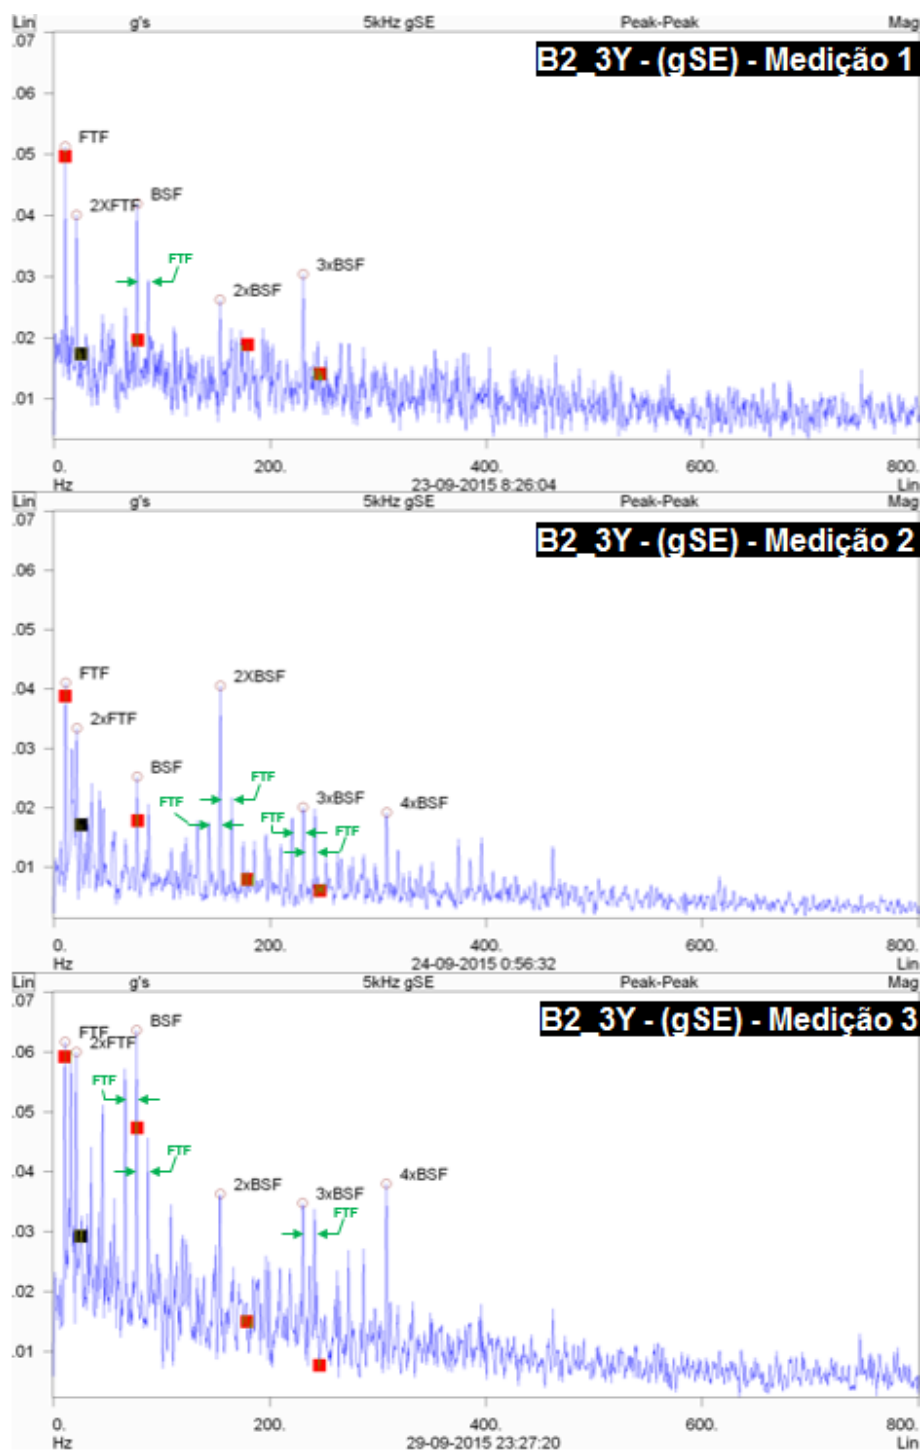 Lin g's 5kHz gSE Peak-Peak Mag
.07
B2_3Y - (gSE) - Medição 1
.06
FTF
.05
2XFTF BSF
.04
FTF
3xBSF
.03
2xBSF
.02
.01
0. 200. 400. 600. 800.
Hz 23-09-2015 8:26:04 Lin
Lin g's 5kHz gSE Peak-Peak Mag
.07
B2_3Y - (gSE) - Medição 2
.06
.05
FTF 2XBSF
.04
2xFTF
.03
BSF
FTF FTF
3xBSF 4xBSF
.02
FTF FTF
.01
0. 200. 400. 600. 800.
Hz 24-09-2015 0:56:32 Lin
Lin g's 5kHz gSE Peak-Peak Mag
.07
B2_3Y - (gSE) - Medição 3
FTF BSF
2xFTF
.06
FTF
.05
FTF
.04
2xBSF 3xBSF 4xBSF
FTF
.03
.02
.01
0. 200. 400. 600. 800.
Hz 29-09-2015 23:27:20 Lin